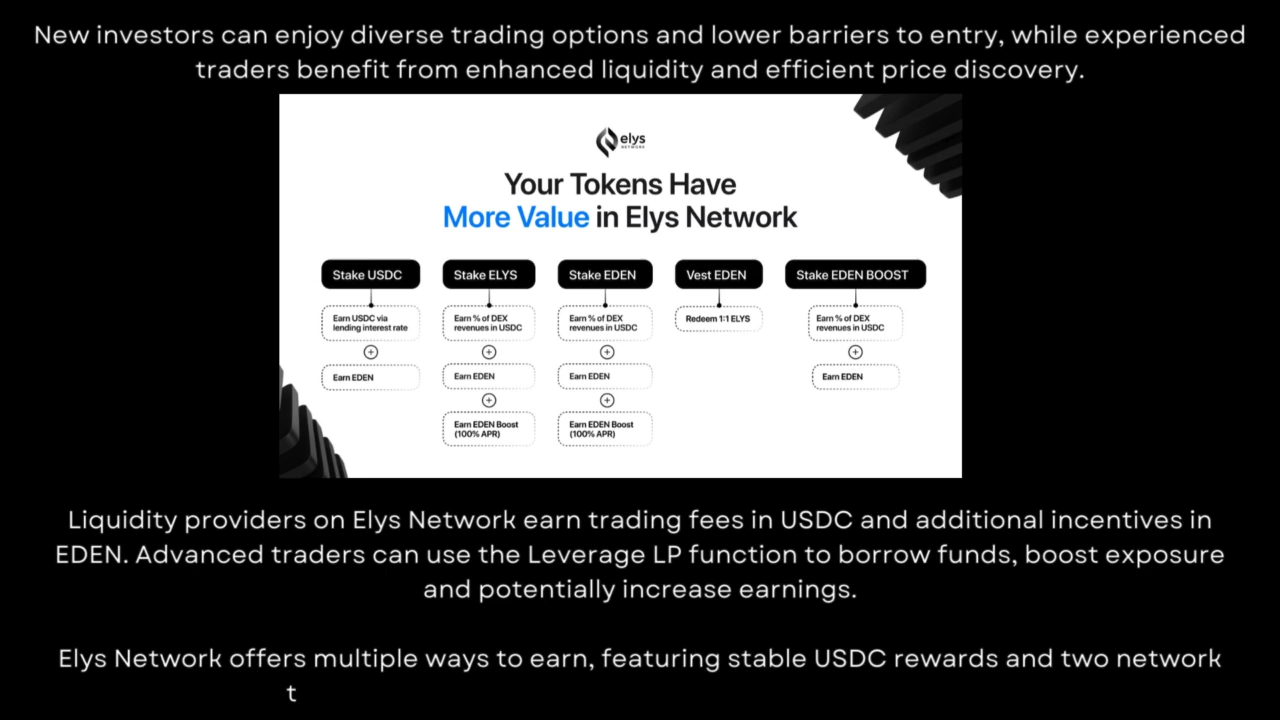 New investors can enjoy diverse trading options and lower barriers to entry, while experienced
traders benefit from enhanced liquidity and efficient price discovery.
elys
NETWORK
Your Tokens Have
More Value in Elys Network
Stake USDC
Earn USDC via
lending interest rate
Earn EDEN
Stake ELYS
Earn % of DEX
revenues in USDC
Earn EDEN
Earn EDEN Boost
(100% APR)
Stake EDEN
Earn % of DEX
revenues in USDC
Earn EDEN
Earn EDEN Boost
(100% APR)
Vest EDEN
Redeem 1:1 ELYS
Stake EDEN BOOST
Earn % of DEX
revenues in USDC
Earn EDEN
Liquidity providers on Elys Network earn trading fees in USDC and additional incentives in
EDEN. Advanced traders can use the Leverage LP function to borrow funds, boost exposure
and potentially increase earnings.
Elys Network offers multiple ways to earn, featuring stable USDC rewards and two network
t